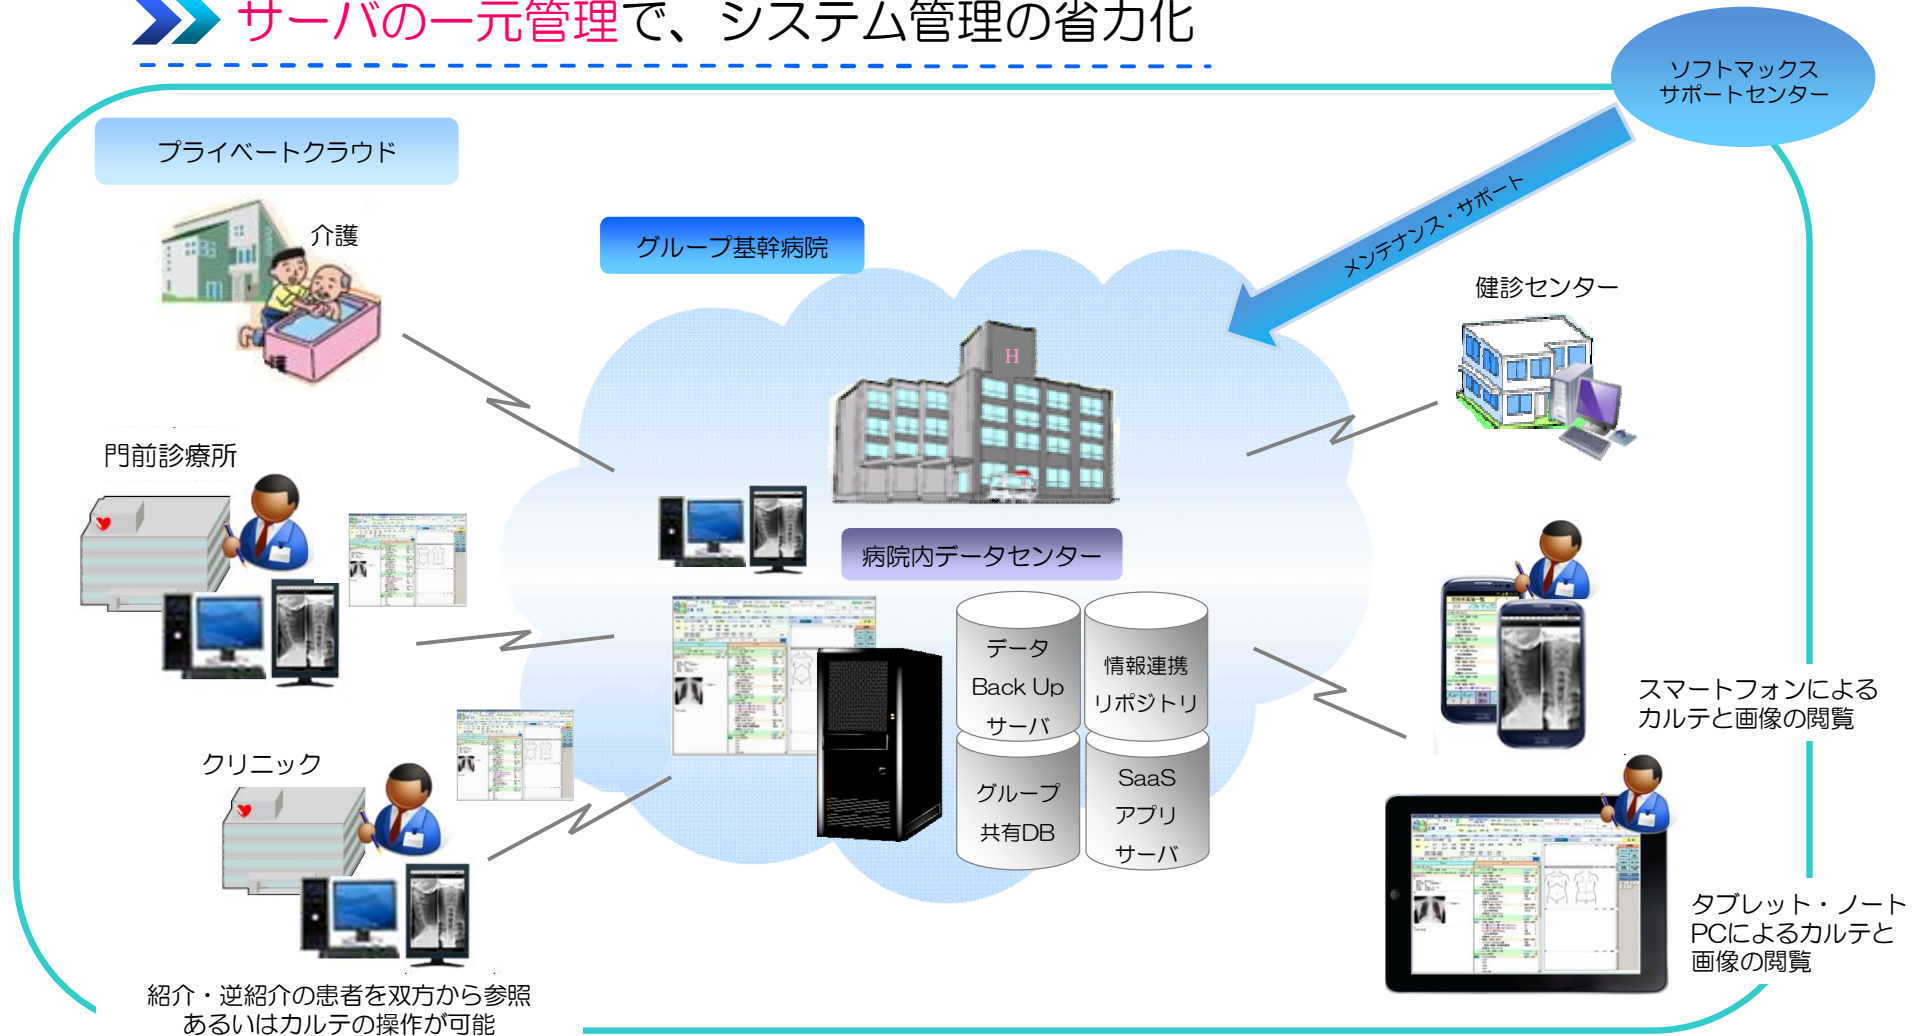 サーバの一元管理で、システム管理の省力化
ソフトマックス
サポートセンター
プライベートクラウド
メンテナンス・サポート
介護
グループ基幹病院
健診センター
H
門前診療所
病院内データセンター
データ
Back Up
サーバ
情報連携
リポジトリ
スマートフォンによる
カルテと画像の閲覧
クリニック
グループ
共有DB
SaaS
アプリ
サーバ
タブレット・ノート
PCによるカルテと
画像の閲覧
紹介・逆紹介の患者を双方から参照
あるいはカルテの操作が可能